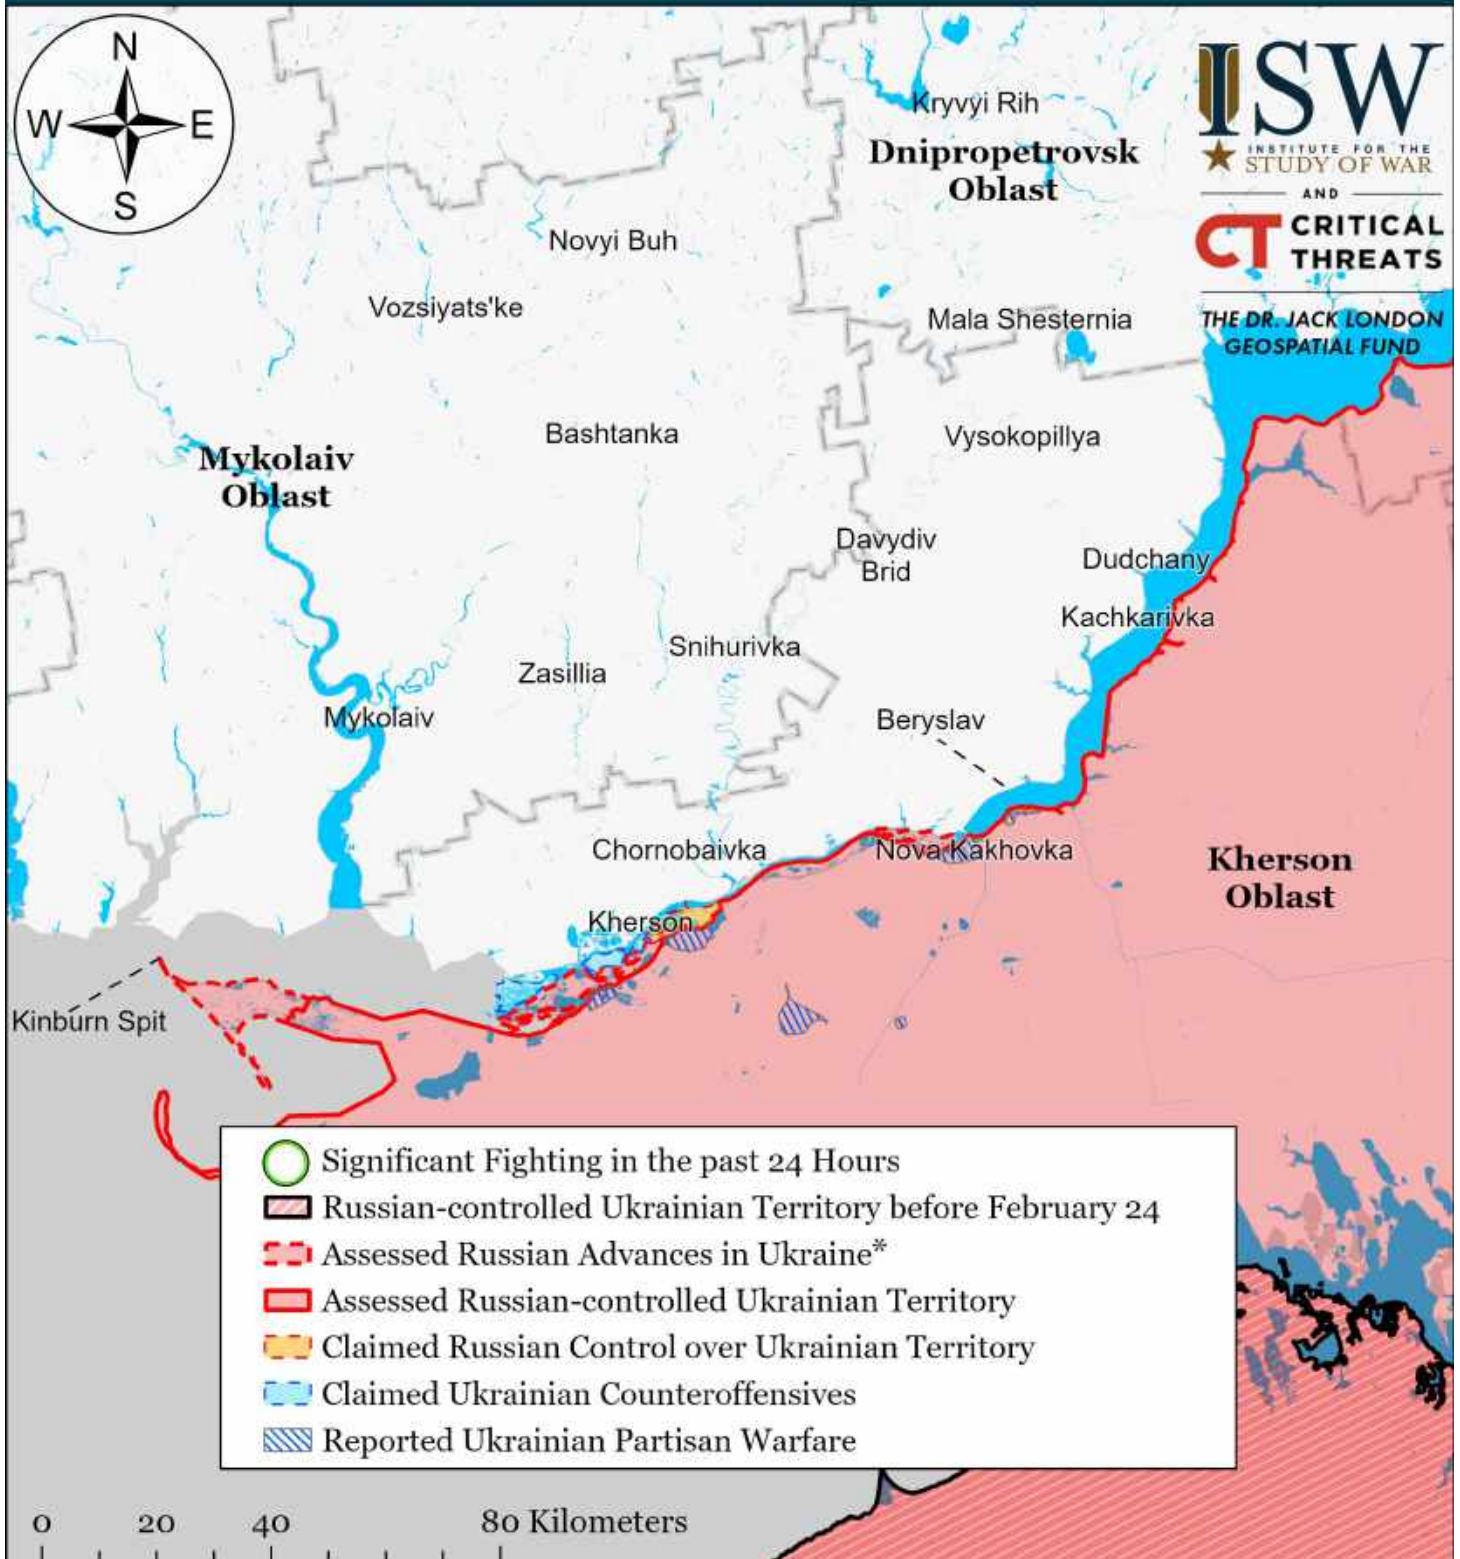 N
W E
S
ISW
INSTITUTE FOR THE
STUDY OF WAR
AND
CT CRITICAL
THREATS
THE DR. JACK LONDON
GEOSPATIAL FUND
Kryvyi Rih
Dnipropetrovsk
Oblast
Novyi Buh
Vozsiyats'ke
Mala Shesternia
Bashtanka
Vysokopillya
Mykolaiv
Oblast
Davydiv
Brid
Dudchany
Kachkarivka
Snihurivka
Zasillia
Mykolaiv
Beryslav
Chornobaivka
Nova Kakhovka
Kherson
Oblast
Kherson
Kinburn Spit
Significant Fighting in the past 24 Hours
Russian-controlled Ukrainian Territory before February 24
Assessed Russian Advances in Ukraine*
Assessed Russian-controlled Ukrainian Territory
Claimed Russian Control over Ukrainian Territory
Claimed Ukrainian Counteroffensives
Reported Ukrainian Partisan Warfare
0 20 40 80 Kilometers